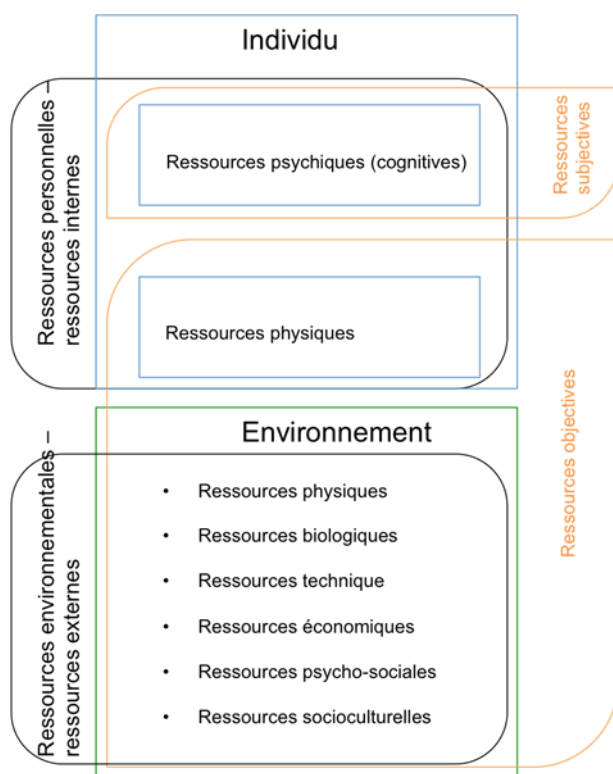 Individu
Ressources personnelles –
ressources internes
Ressources psychiques (cognitives)
Ressources
subjectives
Ressources physiques
Environnement
Ressources environnementales –
ressources externes
• Ressources physiques
• Ressources biologiques
• Ressources technique
• Ressources économiques
• Ressources psycho-sociales
• Ressources socioculturelles
Ressources objectives